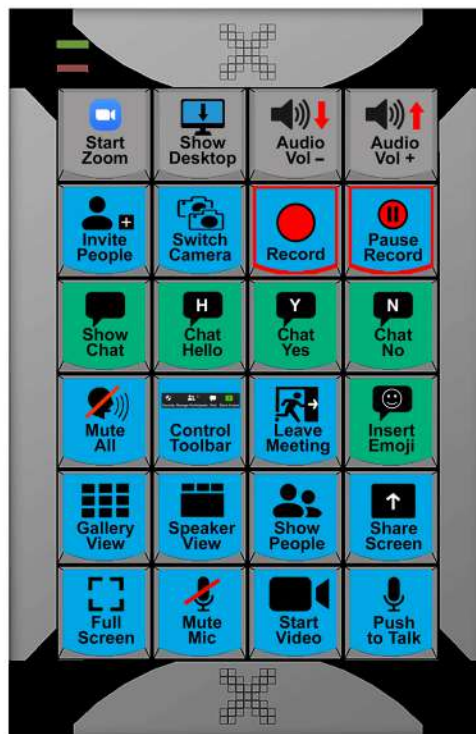 Start
Zoom
Show
Desktop
Audio
Vol –
Audio
Vol +
Invite
People
Switch
Camera
Record
Pause
Record
Show
Chat
H
Chat
Hello
Y
Chat
Yes
N
Chat
No
Mute
All
Control
Toolbar
Leave
Meeting
Insert
Emoji
Gallery
View
Speaker
View
Show
People
Share
Screen
Full
Screen
Mute
Mic
Start
Video
Push
to Talk